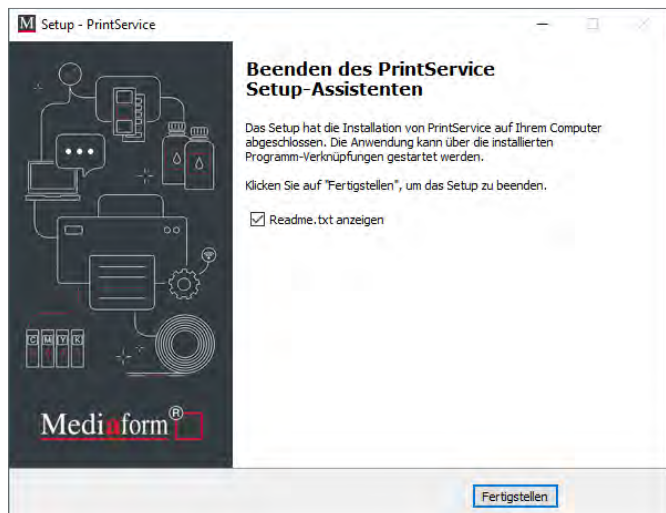 M Setup - PrintService
Beenden des PrintService
Setup-Assistenten
Das Setup hat die Installation von PrintService auf Ihrem Computer
abgeschlossen. Die Anwendung kann über die installierten
Programm-Verknüpfungen gestartet werden.
Klicken Sie auf "Fertigstellen", um das Setup zu beenden.
Readme.txt anzeigen
C M Y K
Mediaform®
Fertigstellen